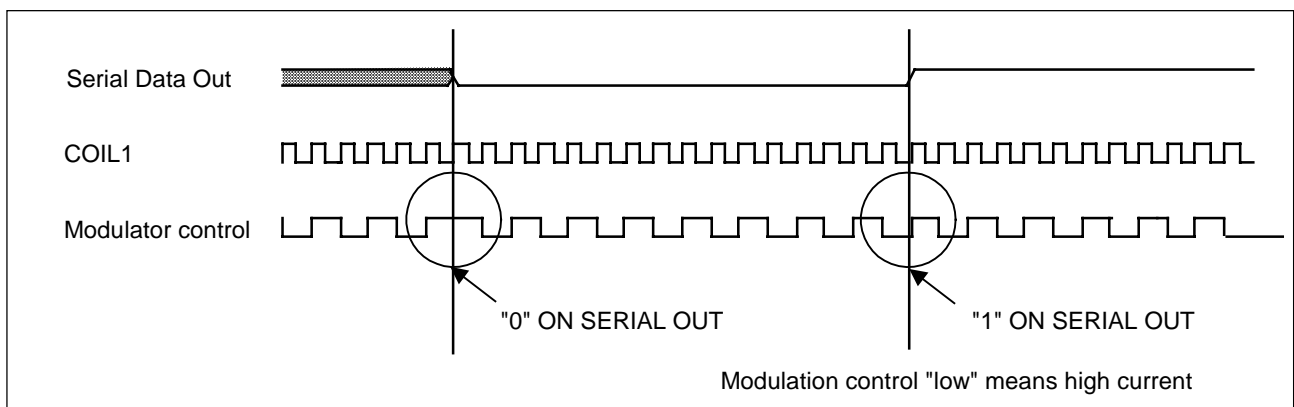 Serial Data Out
COIL1
Modulator control
"0" ON SERIAL OUT
"1" ON SERIAL OUT
Modulation control "low" means high current